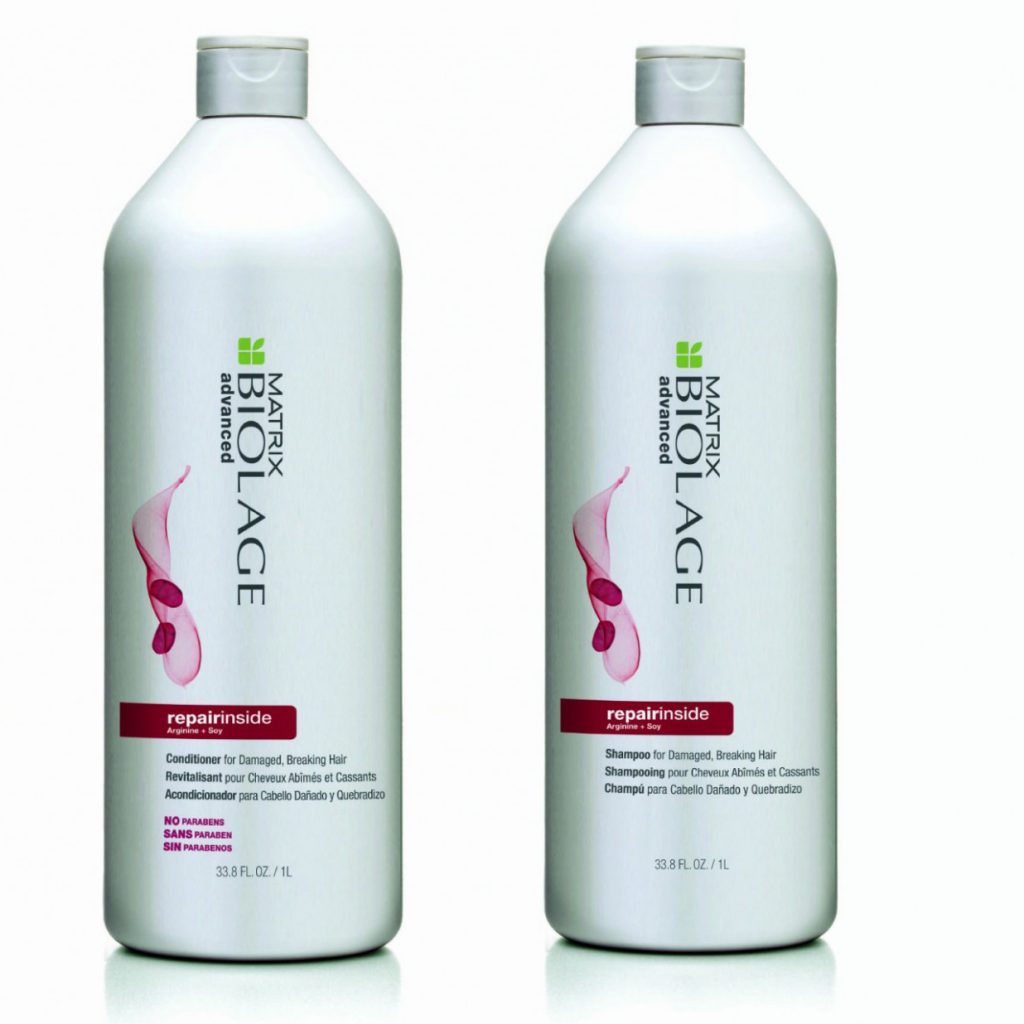 MATRIX
BIOLAGE
advanced
repairinside
Arginine + Soy
Conditioner for Damaged, Breaking Hair
Revitalisant pour Cheveux Abîmés et Cassants
Acondicionador para Cabello Dañado y Quebradizo
NO PARABENS
SANS PARABEN
SIN PARABENOS
33.8 FL. OZ. / 1L
MATRIX
BIOLAGE
advanced
repairinside
Arginine + Soy
Shampoo for Damaged, Breaking Hair
Shampooing pour Cheveux Abîmés et Cassants
Champú para Cabello Dañado y Quebradizo
33.8 FL. OZ. / 1L